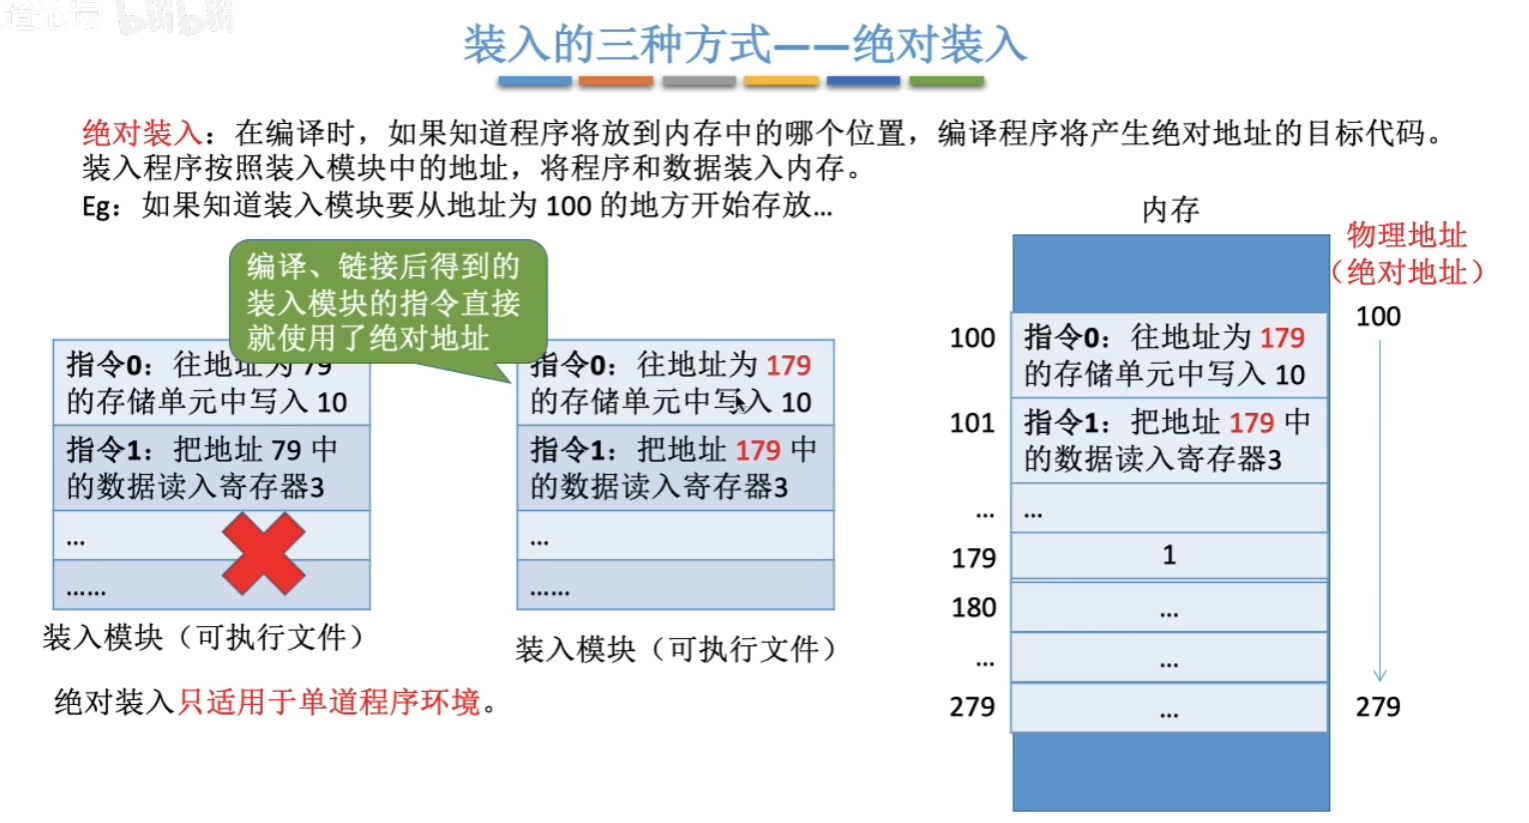 bilibili
装入的三种方式——绝对装入
绝对装入：在编译时，如果知道程序将放到内存中的哪个位置，编译程序将产生绝对地址的目标代码。
装入程序按照装入模块中的地址，将程序和数据装入内存。
Eg：如果知道装入模块要从地址为 100 的地方开始存放...
编译、链接后得到的
装入模块的指令直接
就使用了绝对地址
指令0：往地址为 79
的存储单元中写入 10
指令1：把地址 79 中
的数据读入寄存器3
...
......
装入模块（可执行文件）
指令0：往地址为 179
的存储单元中写入 10
指令1：把地址 179 中
的数据读入寄存器3
...
......
装入模块（可执行文件）
绝对装入只适用于单道程序环境。
内存
物理地址
（绝对地址）
100
100
指令0：往地址为 179
的存储单元中写入 10
101
指令1：把地址 179 中
的数据读入寄存器3
...
...
179
1
180
...
...
...
279
...
279